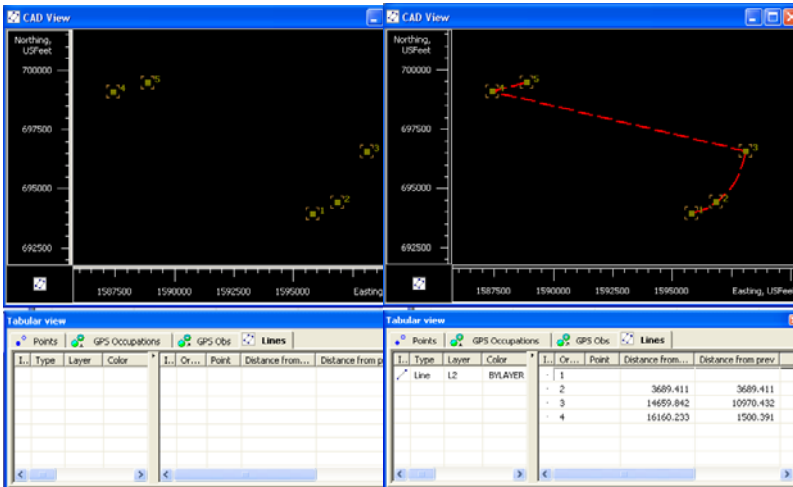 CAD View
Northing,
USFeet
700000
697500
695000
692500
4
5
3
2
1
1587500 1590000 1592500 1595000 Easting
Tabular view
Points GPS Occupations GPS Obs Lines
I.. Type Layer Color I.. Or... Point Distance from... Distance from p
CAD View
Northing,
USFeet
700000
697500
695000
692500
4
5
3
2
1
1587500 1590000 1592500 1595000 Easting, USFeet
Tabular view
Points GPS Occupations GPS Obs Lines
I.. Type Layer Color I.. Or... Point Distance from... Distance from prev
Line L2 BYLAYER
1
2 3689.411 3689.411
3 14659.842 10970.432
4 16160.233 1500.391